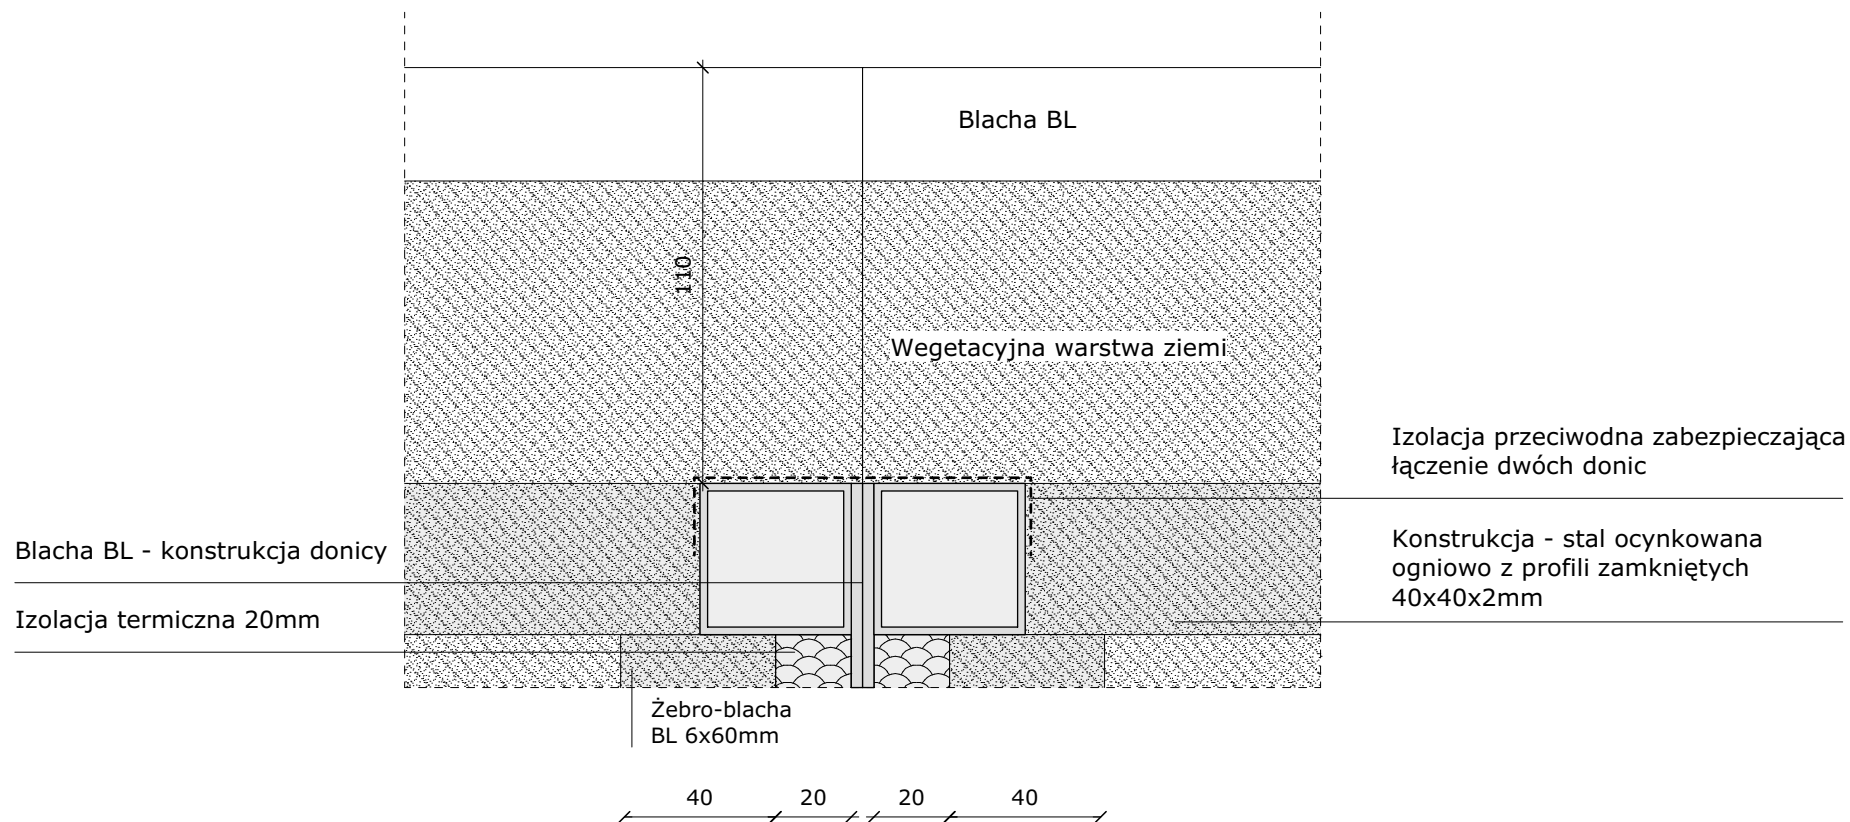 Blacha BL
110
Wegetacyjna warstwa ziemi
Izolacja przeciwodna zabezpieczająca
łączenie dwóch donic
Blacha BL - konstrukcja donicy
Konstrukcja - stal ocynkowana
ogniowo z profili zamkniętych
40x40x2mm
Izolacja termiczna 20mm
Żebro-blacha
BL 6x60mm
40 20 20 40